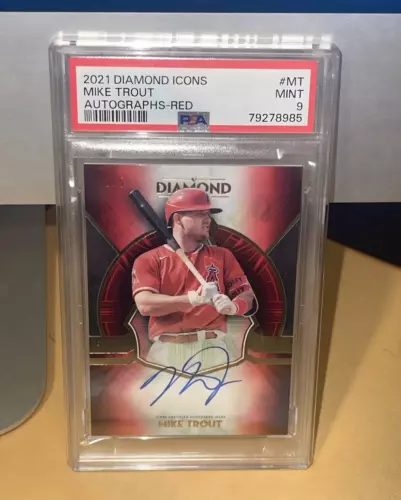 2021 DIAMOND ICONS #MT
MIKE TROUT MINT
AUTOGRAPHS-RED 9
PSA 79278985
DIAMOND
MIKE TROUT